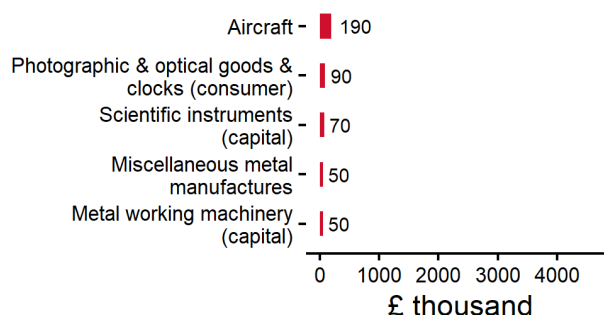 Aircraft 190
Photographic & optical goods &
clocks (consumer) 90
Scientific instruments
(capital) 70
Miscellaneous metal
manufactures 50
Metal working machinery
(capital) 50
0 1000 2000 3000 4000
£ thousand